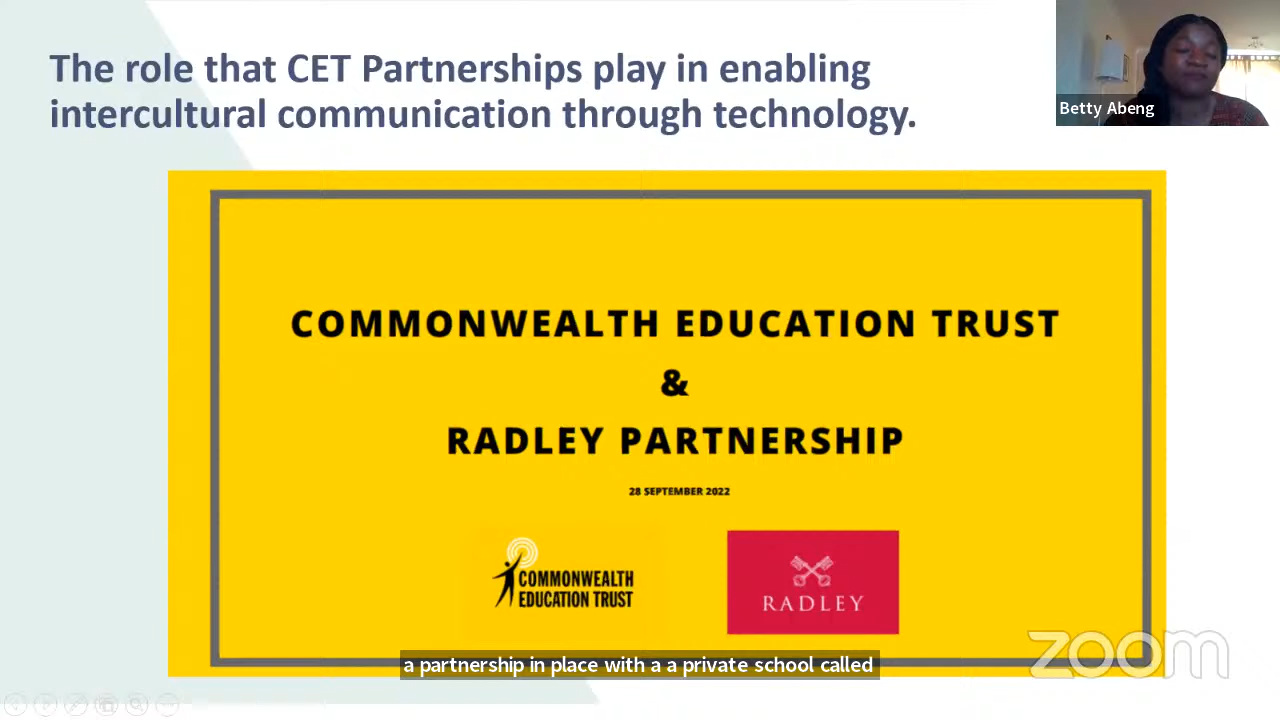 The role that CET Partnerships play in enabling
intercultural communication through technology.
Betty Abeng
COMMONWEALTH EDUCATION TRUST
&
RADLEY PARTNERSHIP
28 SEPTEMBER 2022
COMMONWEALTH
EDUCATION TRUST
RADLEY
a partnership in place with a a private school called
zoom